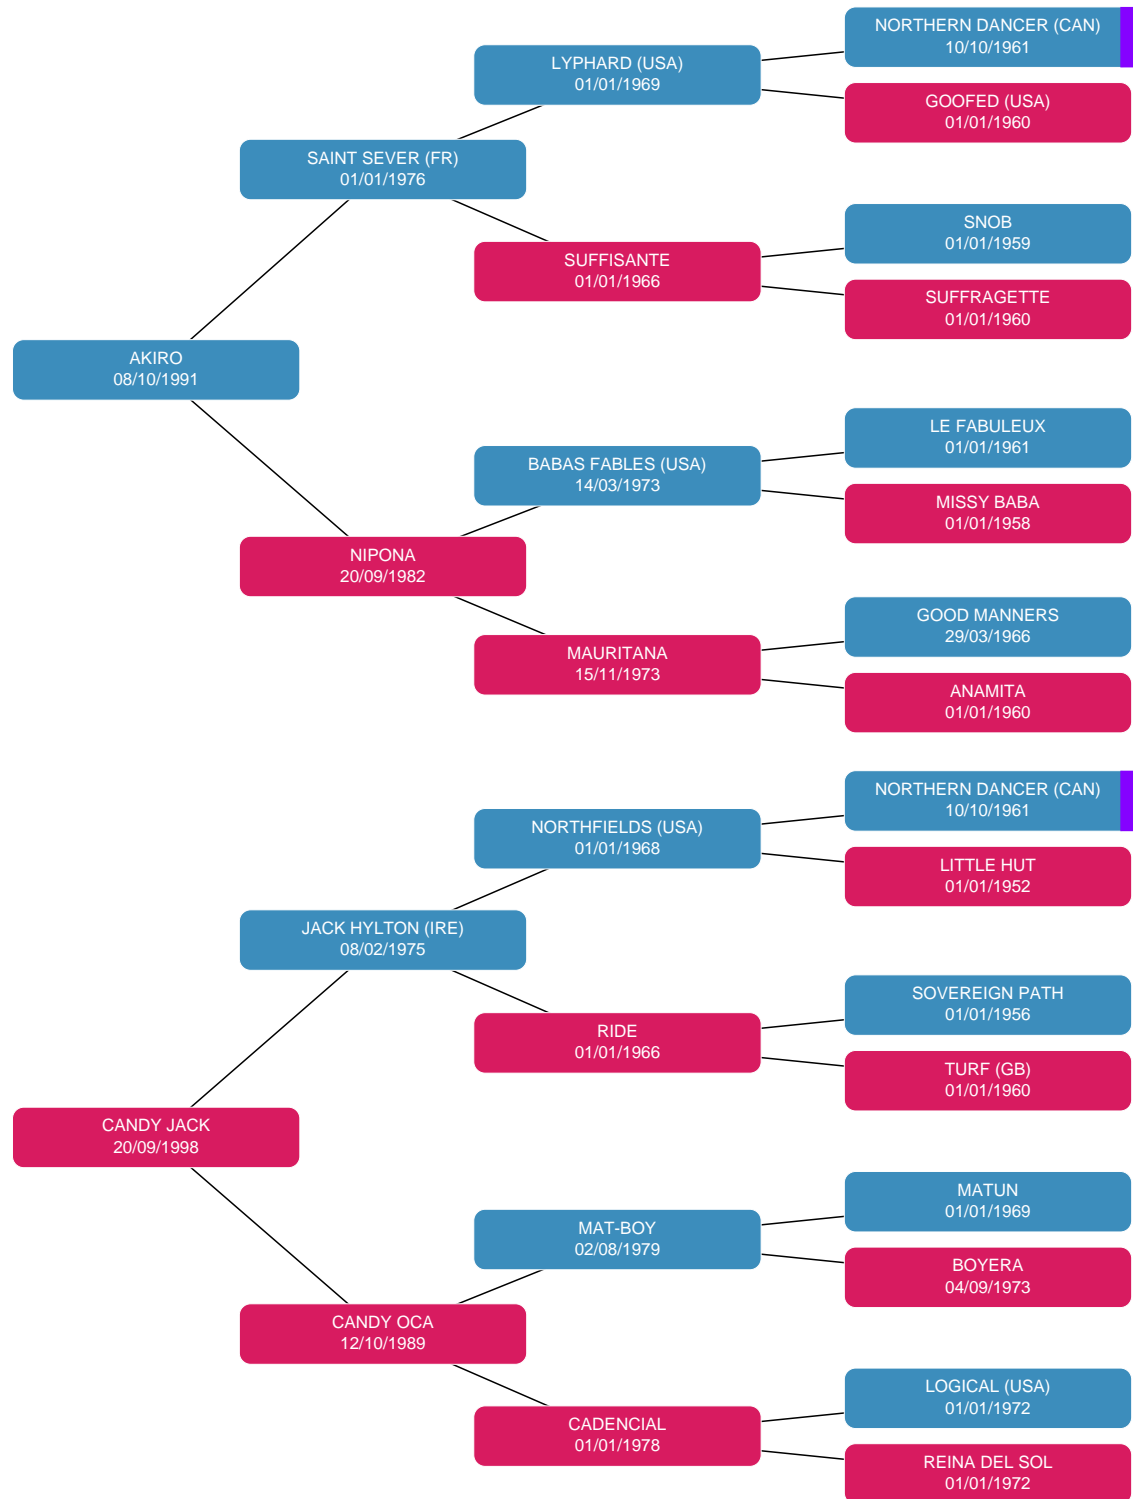 NORTHERN DANCER (CAN)
10/10/1961
LYPHARD (USA)
01/01/1969
GOOFED (USA)
01/01/1960
SAINT SEVER (FR)
01/01/1976
SNOB
01/01/1959
SUFFISANTE
01/01/1966
SUFFRAGETTE
01/01/1960
AKIRO
08/10/1991
LE FABULEUX
01/01/1961
BABAS FABLES (USA)
14/03/1973
MISSY BABA
01/01/1958
NIPONA
20/09/1982
GOOD MANNERS
29/03/1966
MAURITANA
15/11/1973
ANAMITA
01/01/1960
NORTHERN DANCER (CAN)
10/10/1961
NORTHFIELDS (USA)
01/01/1968
LITTLE HUT
01/01/1952
JACK HYLTON (IRE)
08/02/1975
SOVEREIGN PATH
01/01/1956
RIDE
01/01/1966
TURF (GB)
01/01/1960
CANDY JACK
20/09/1998
MATUN
01/01/1969
MAT-BOY
02/08/1979
BOYERA
04/09/1973
CANDY OCA
12/10/1989
LOGICAL (USA)
01/01/1972
CADENCIAL
01/01/1978
REINA DEL SOL
01/01/1972